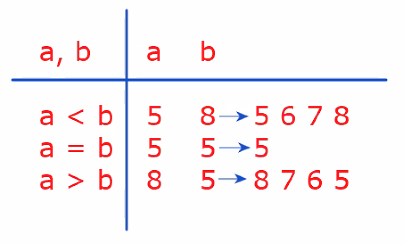 a, b a b
a < b 5 8 → 5 6 7 8
a = b 5 5 → 5
a > b 8 5 → 8 7 6 5